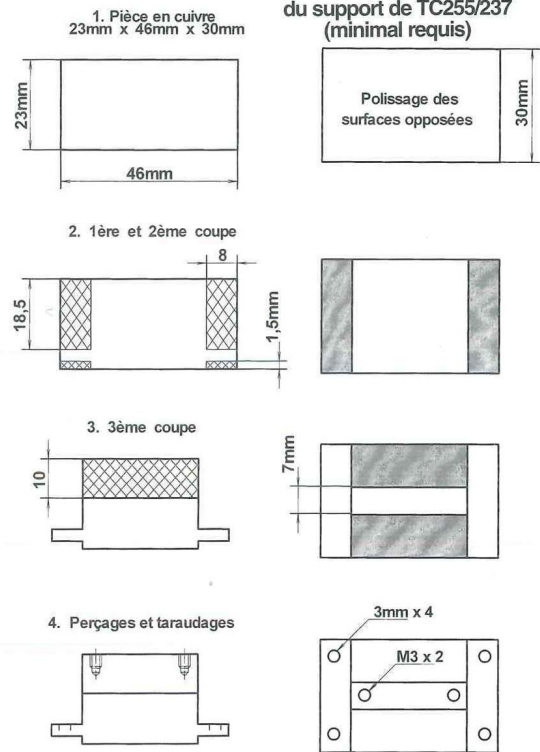 du support de TC255/237
(minimal requis)
1. Pièce en cuivre
23mm x 46mm x 30mm
23mm
46mm
Polissage des
surfaces opposées
30mm
2. 1ère et 2ème coupe
8
18,5
1,5mm
3. 3ème coupe
10
7mm
4. Perçages et taraudages
3mm x 4
M3 x 2